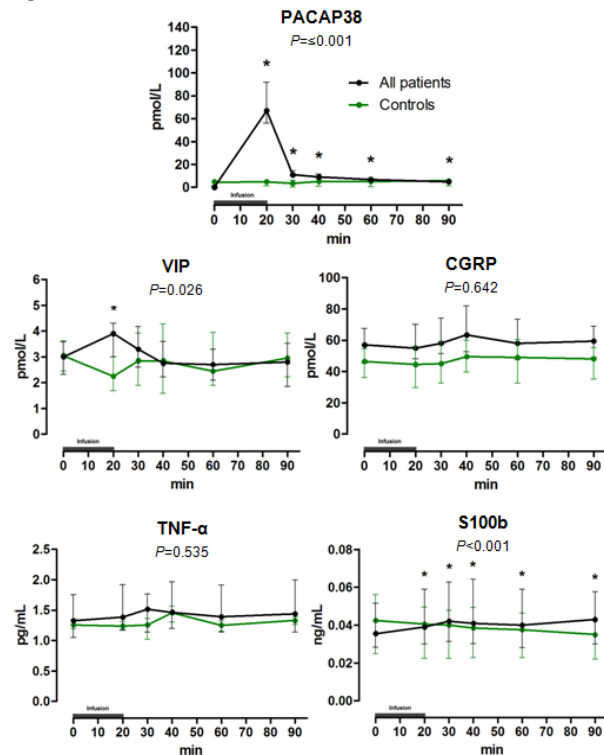 PACAP38
P=≤0.001
*
* * * *
All patients
Controls
pmol/L
140
120
100
80
60
40
20
0
Infusion
0 10 20 30 40 50 60 70 80 90
min
VIP
P=0.026
*
pmol/L
6
5
4
3
2
1
0
Infusion
0 10 20 30 40 50 60 70 80 90
min
CGRP
P=0.642
pmol/L
100
80
60
40
20
0
Infusion
0 10 20 30 40 50 60 70 80 90
min
TNF-α
P=0.535
pg/mL
2.5
2.0
1.5
1.0
0.5
0.0
Infusion
0 10 20 30 40 50 60 70 80 90
min
S100b
P<0.001
* * * * *
ng/mL
0.08
0.06
0.04
0.02
0.00
Infusion
0 10 20 30 40 50 60 70 80 90
min